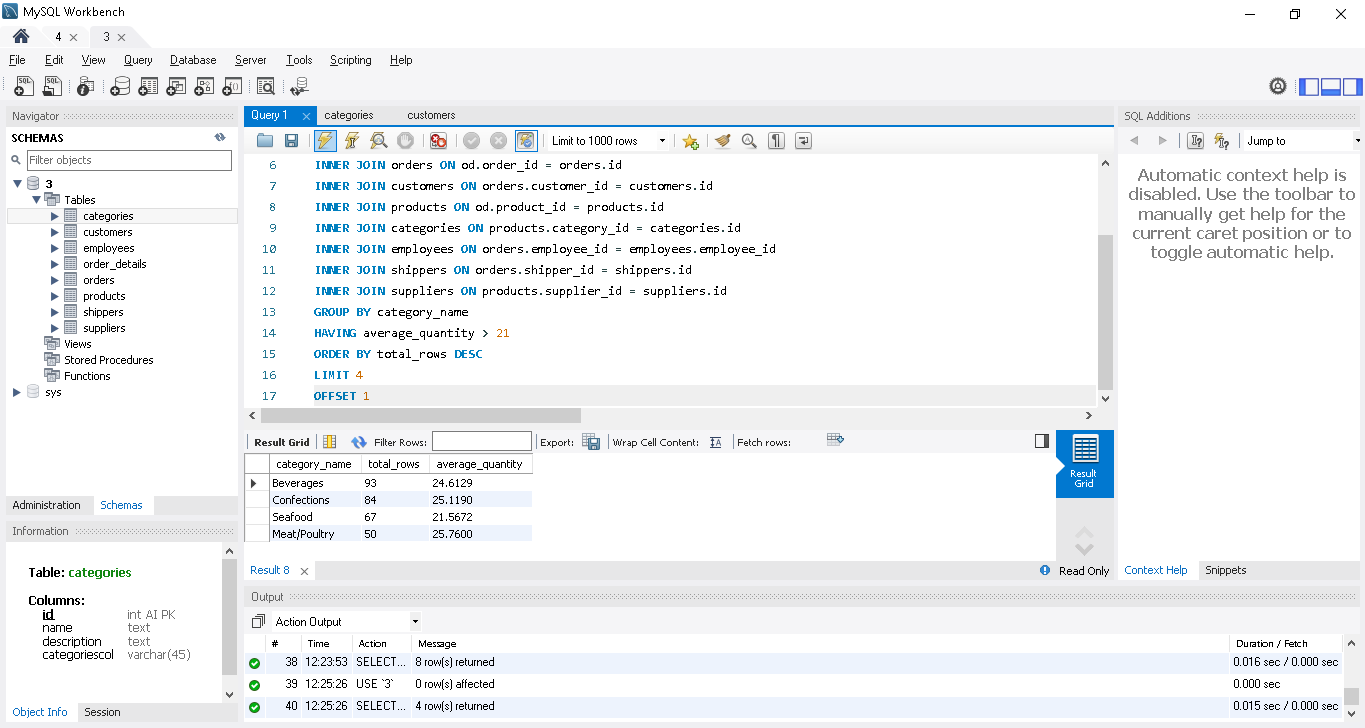 MySQL Workbench
4
3
File Edit View Query Database Server Tools Scripting Help
Navigator
SCHEMAS
Filter objects
3
Tables
categories
customers
employees
order_details
orders
products
shippers
suppliers
Views
Stored Procedures
Functions
sys
Administration Schemas
Information
Table: categories
Columns:
id int AI PK
name text
description text
categoriescol varchar(45)
Object Info Session
Query 1 categories customers
Limit to 1000 rows
6 INNER JOIN orders ON od.order_id = orders.id
7 INNER JOIN customers ON orders.customer_id = customers.id
8 INNER JOIN products ON od.product_id = products.id
9 INNER JOIN categories ON products.category_id = categories.id
10 INNER JOIN employees ON orders.employee_id = employees.employee_id
11 INNER JOIN shippers ON orders.shipper_id = shippers.id
12 INNER JOIN suppliers ON products.supplier_id = suppliers.id
13 GROUP BY category_name
14 HAVING average_quantity > 21
15 ORDER BY total_rows DESC
16 LIMIT 4
17 OFFSET 1
Result Grid Filter Rows: Export: Wrap Cell Content: Fetch rows:
category_name total_rows average_quantity
Beverages 93 24.6129
Confections 84 25.1190
Seafood 67 21.5672
Meat/Poultry 50 25.7600
Result
Grid
Result 8
Read Only
Output
Action Output
# Time Action Message Duration / Fetch
38 12:23:53 SELECT... 8 row(s) returned 0.016 sec / 0.000 sec
39 12:25:26 USE `3` 0 row(s) affected 0.000 sec
40 12:25:26 SELECT... 4 row(s) returned 0.015 sec / 0.000 sec
SQL Additions
Jump to
Automatic context help is
disabled. Use the toolbar to
manually get help for the
current caret position or to
toggle automatic help.
Context Help Snippets